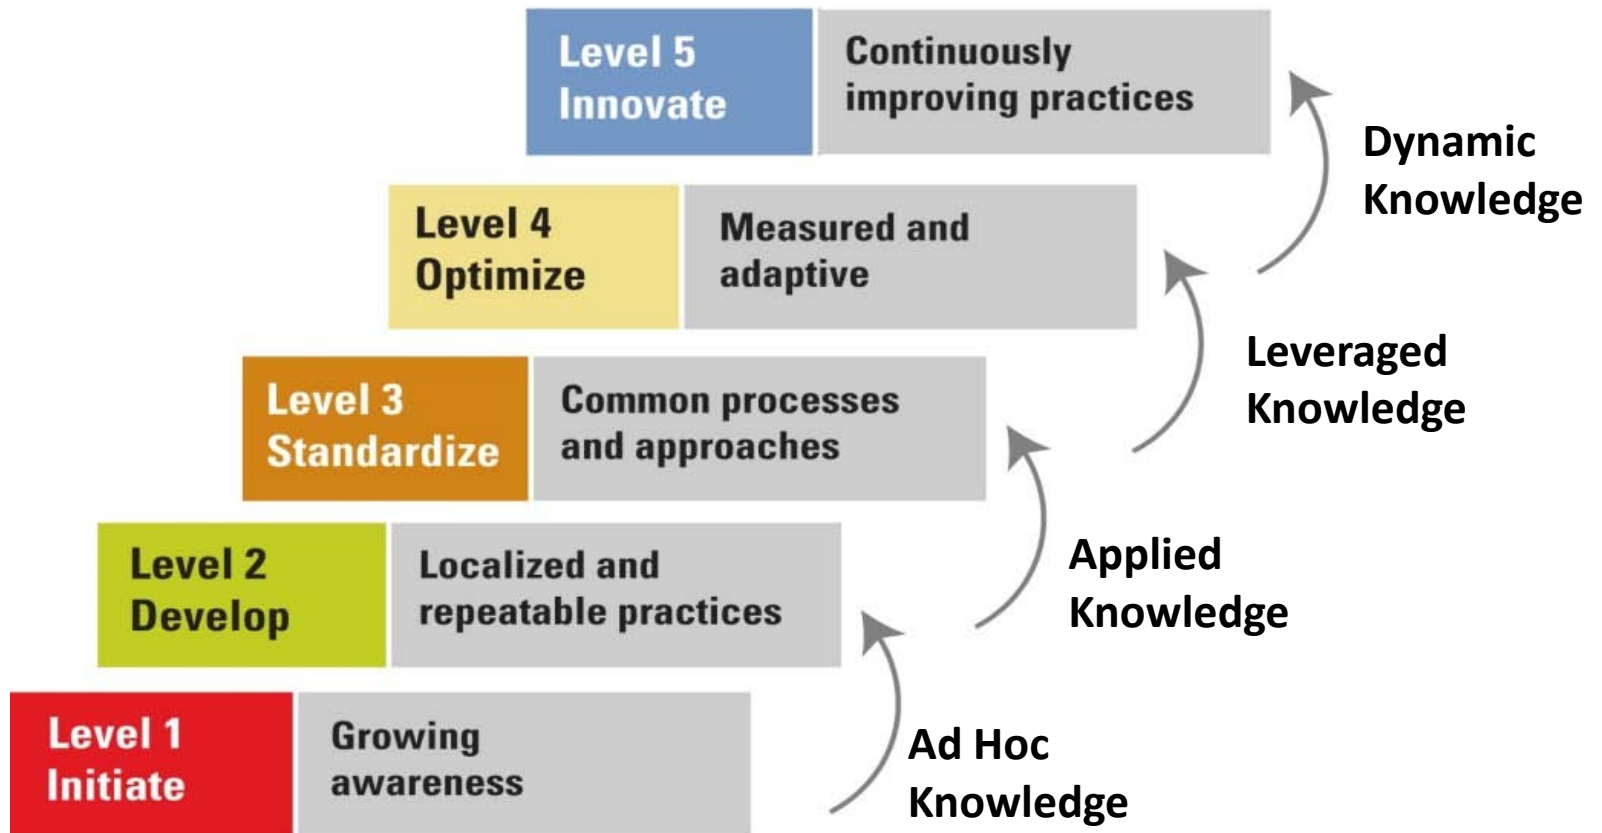 Level 5
Innovate
Continuously
improving practices
Dynamic
Knowledge
Level 4
Optimize
Measured and
adaptive
Leveraged
Knowledge
Level 3
Standardize
Common processes
and approaches
Applied
Knowledge
Level 2
Develop
Localized and
repeatable practices
Ad Hoc
Knowledge
Level 1
Initiate
Growing
awareness